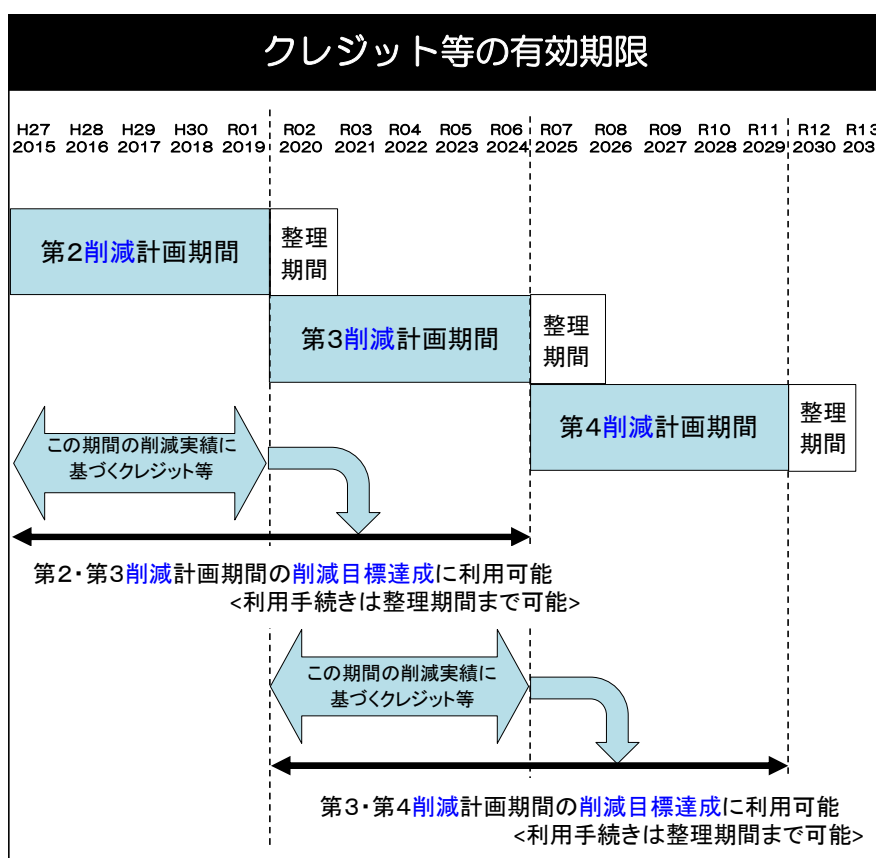 クレジット等の有効期限
H27 H28 H29 H30 R01 R02 R03 R04 R05 R06 R07 R08 R09 R10 R11 R12 R13
2015 2016 2017 2018 2019 2020 2021 2022 2023 2024 2025 2026 2027 2028 2029 2030 203
第2削減計画期間
整理
期間
第3削減計画期間
整理
期間
第4削減計画期間
整理
期間
この期間の削減実績に
基づくクレジット等
第2・第3削減計画期間の削減目標達成に利用可能
<利用手続きは整理期間まで可能>
この期間の削減実績に
基づくクレジット等
第3・第4削減計画期間の削減目標達成に利用可能
<利用手続きは整理期間まで可能>